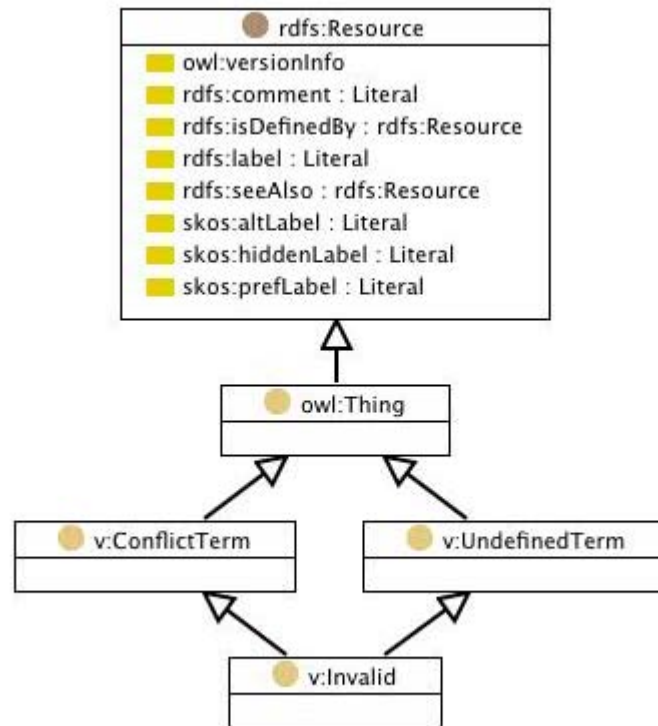 rdfs:Resource
owl:versionInfo
rdfs:comment : Literal
rdfs:isDefinedBy : rdfs:Resource
rdfs:label : Literal
rdfs:seeAlso : rdfs:Resource
skos:altLabel : Literal
skos:hiddenLabel : Literal
skos:prefLabel : Literal
owl:Thing
v:ConflictTerm
v:UndefinedTerm
v:Invalid